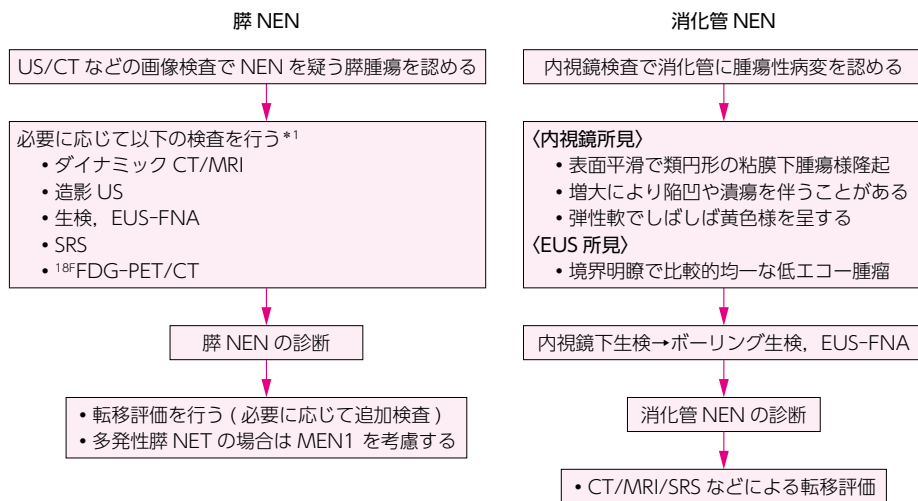 膵 NEN
US/CT などの画像検査で NEN を疑う膵腫瘍を認める
必要に応じて以下の検査を行う*1
• ダイナミック CT/MRI
• 造影 US
• 生検，EUS-FNA
• SRS
• 18FFDG-PET/CT
膵 NEN の診断
• 転移評価を行う ( 必要に応じて追加検査 )
• 多発性膵 NET の場合は MEN1 を考慮する
消化管 NEN
内視鏡検査で消化管に腫瘍性病変を認める
〈内視鏡所見〉
• 表面平滑で類円形の粘膜下腫瘍様隆起
• 増大により陥凹や潰瘍を伴うことがある
• 弾性軟でしばしば黄色様を呈する
〈EUS 所見〉
• 境界明瞭で比較的均一な低エコー腫瘤
内視鏡下生検→ボーリング生検，EUS-FNA
消化管 NEN の診断
• CT/MRI/SRS などによる転移評価